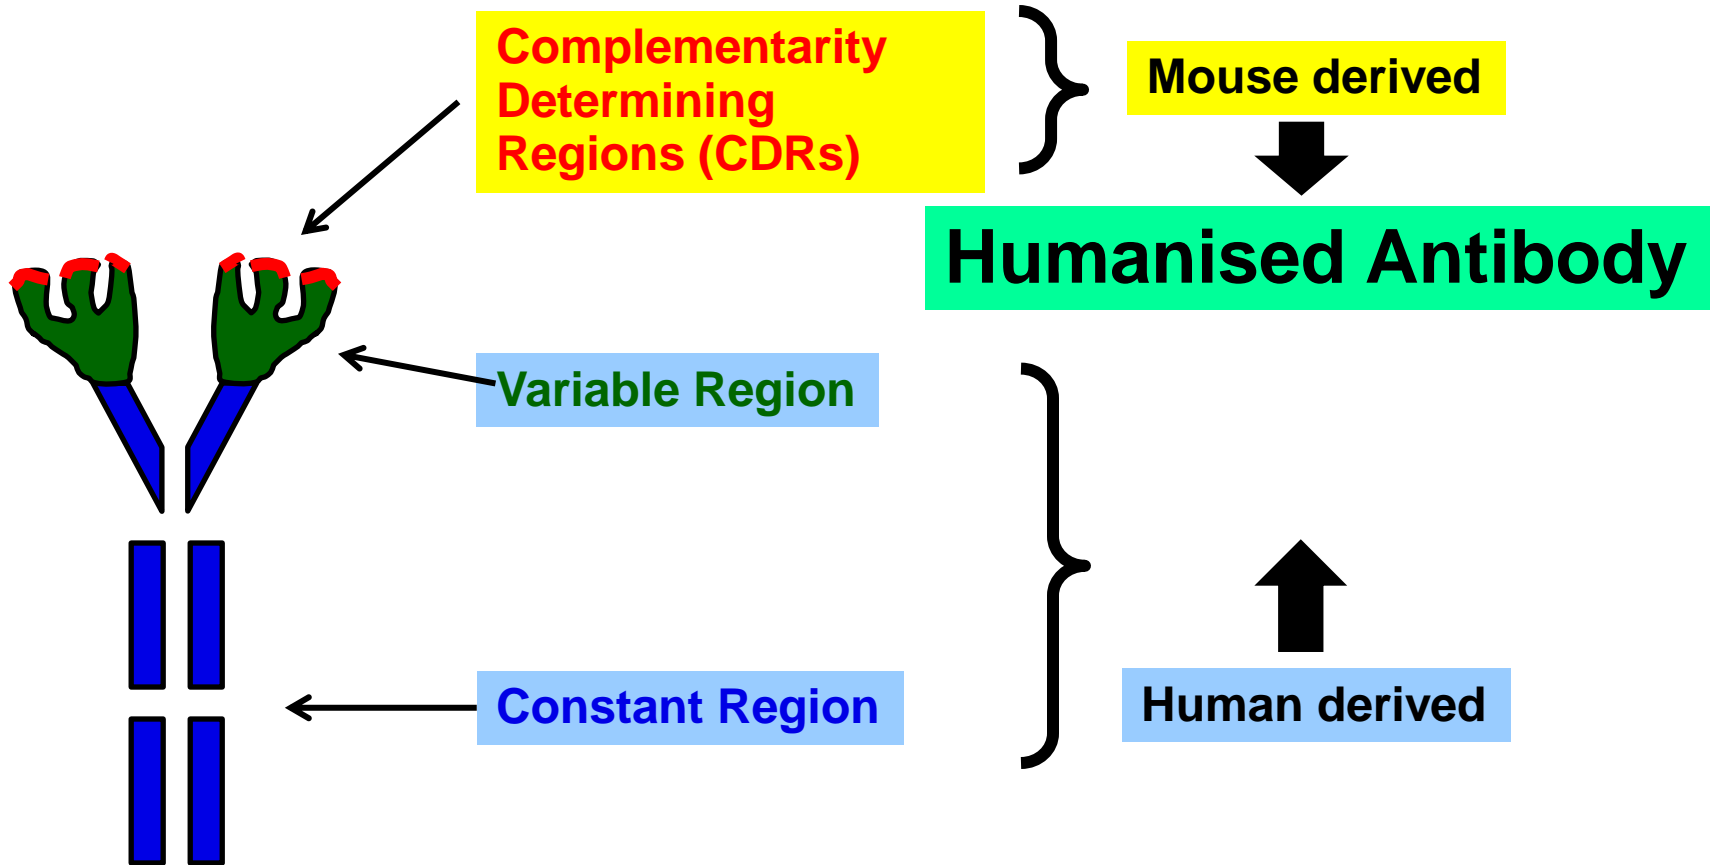 Complementarity
Determining
Regions (CDRs)
Mouse derived
Humanised Antibody
Variable Region
Constant Region
Human derived